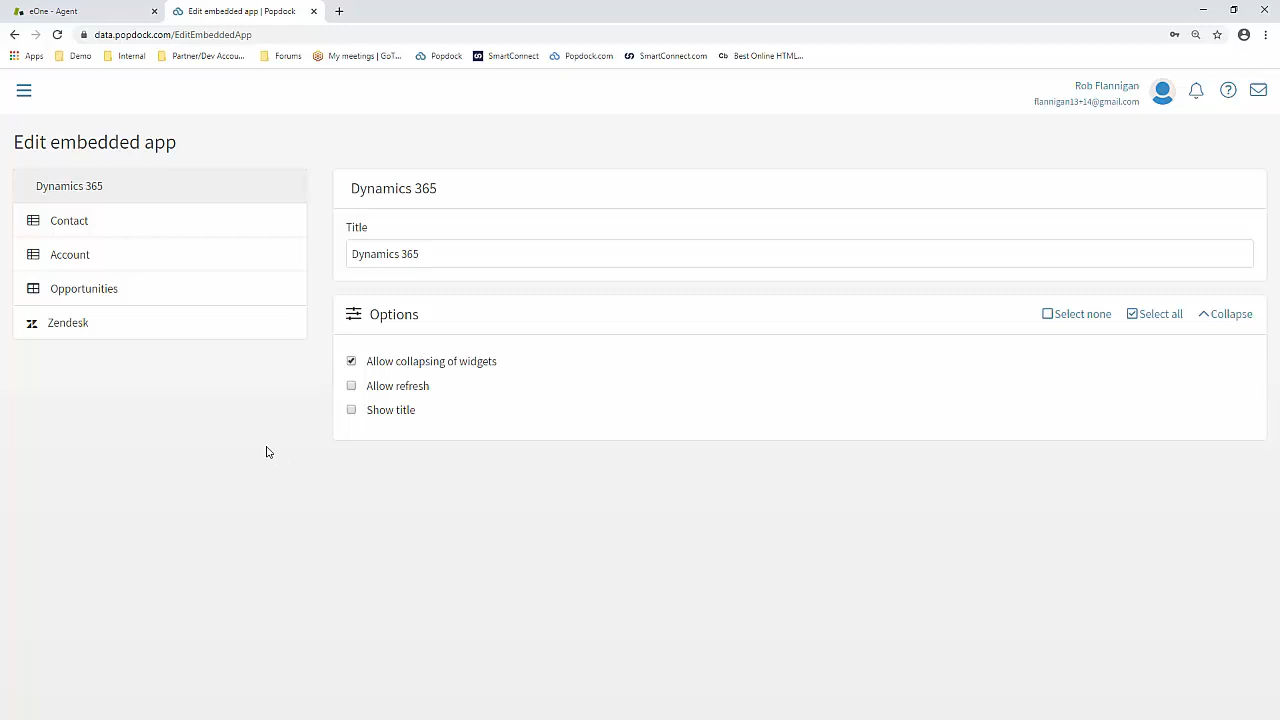 eOne - Agent
Edit embedded app | Popdock
data.popdock.com/EditEmbeddedApp
Apps Demo Internal Partner/Dev Accou... Forums My meetings | GoT... Popdock SmartConnect Popdock.com SmartConnect.com Best Online HTML...
Rob Flannigan
flannigan13+14@gmail.com
Edit embedded app
Dynamics 365
Contact
Account
Opportunities
Zendesk
Dynamics 365
Title
Dynamics 365
Options
Select none Select all Collapse
Allow collapsing of widgets
Allow refresh
Show title